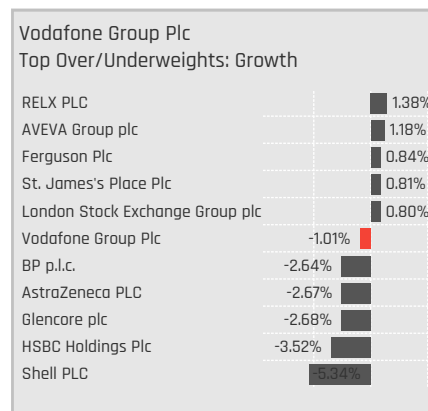 Vodafone Group Plc
Top Over/Underweights: Growth
RELX PLC 1.38%
AVEVA Group plc 1.18%
Ferguson Plc 0.84%
St. James's Place Plc 0.81%
London Stock Exchange Group plc 0.80%
Vodafone Group Plc -1.01%
BP p.l.c. -2.64%
AstraZeneca PLC -2.67%
Glencore plc -2.68%
HSBC Holdings Plc -3.52%
Shell PLC -5.34%